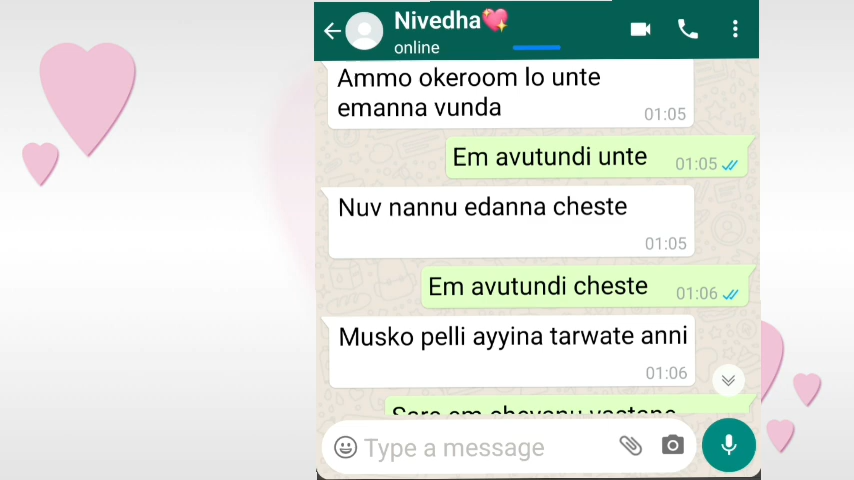 Nivedha💖
online
Ammo okeroom lo unte
emanna vunda
01:05
Em avutundi unte 01:05
Nuv nannu edanna cheste
01:05
Em avutundi cheste 01:06
Musko pelli ayyina tarwate anni
01:06
Type a message